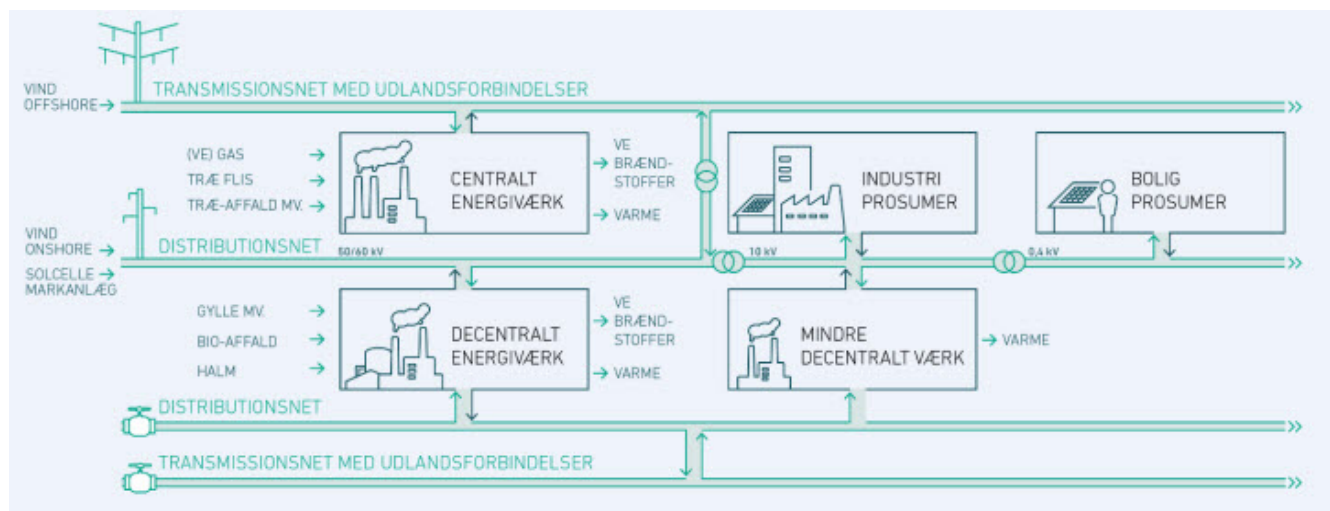 TRANSMISSIONSNET MED UDLANDSFORBINDELSER
VIND
OFFSHORE
(VE) GAS
TRÆ FLIS
TRÆ-AFFALD MV.
CENTRALT
ENERGIVÆRK
VE
BRÆND-
STOFFER
VARME
INDUSTRI
PROSUMER
BOLIG
PROSUMER
VIND
ONSHORE
DISTRIBUTIONSNET
50/60 kV
10 kV
0,4 kV
SOLCELLE
MARKANLÆG
GYLLE MV.
BIO-AFFALD
HALM
DECENTRALT
ENERGIVÆRK
VE
BRÆND-
STOFFER
VARME
MINDRE
DECENTRALT VÆRK
VARME
DISTRIBUTIONSNET
TRANSMISSIONSNET MED UDLANDSFORBINDELSER